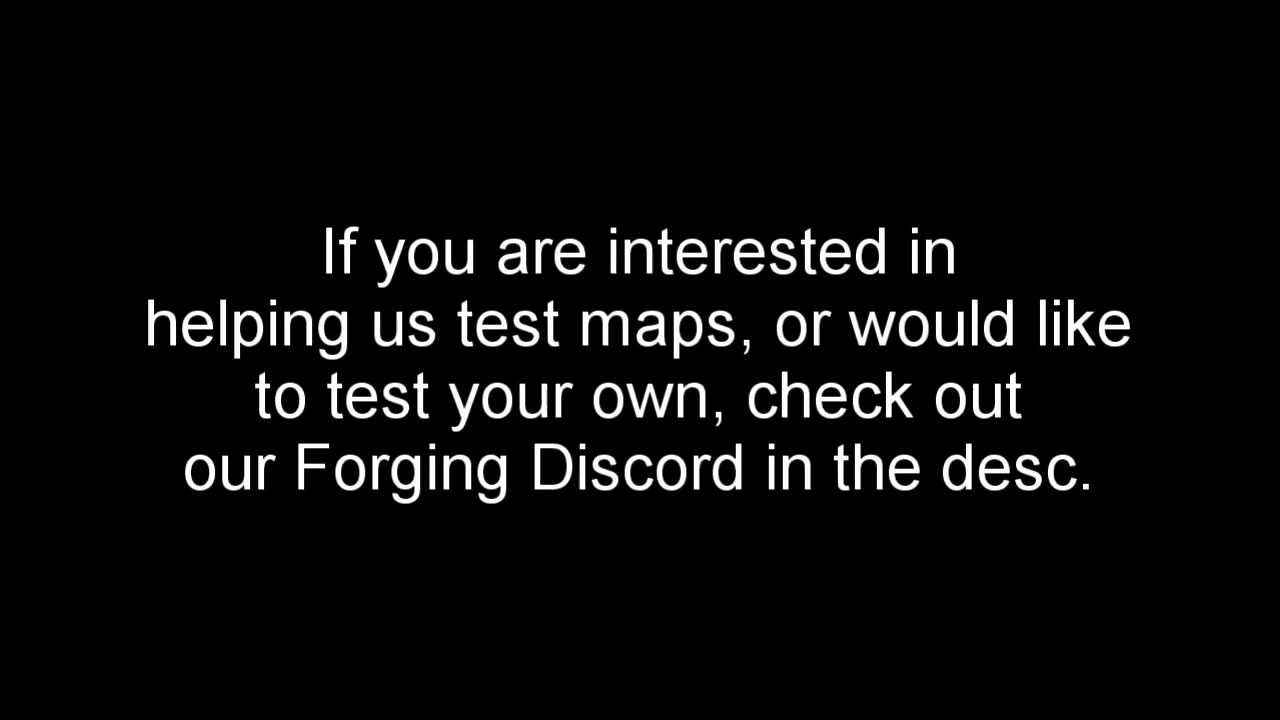 If you are interested in
helping us test maps, or would like
to test your own, check out
our Forging Discord in the desc.